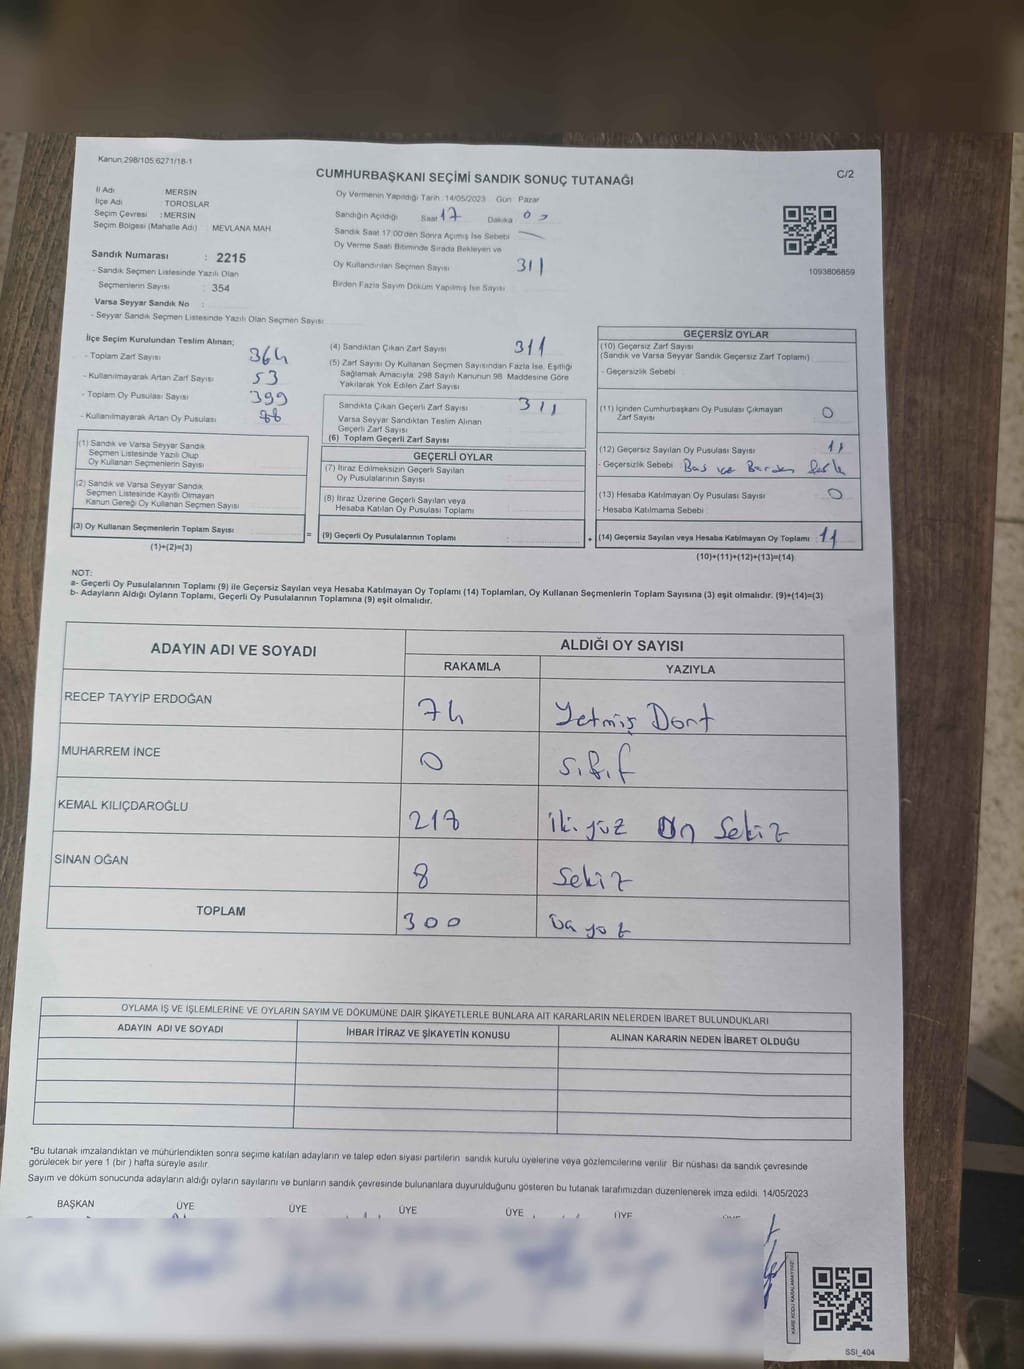 Kanun;298/105;6271/18-1
C/2
CUMHURBAŞKANI SEÇİMİ SANDIK SONUÇ TUTANAĞI
İl Adı MERSİN
İlçe Adı TOROSLAR
Seçim Çevresi : MERSİN
Seçim Bölgesi (Mahalle Adı) MEVLANA MAH
Sandık Numarası : 2215
- Sandık Seçmen Listesinde Yazılı Olan
Seçmenlerin Sayısı : 354
Varsa Seyyar Sandık No :
- Seyyar Sandık Seçmen Listesinde Yazılı Olan Seçmen Sayısı
Oy Vermenin Yapıldığı Tarih 14/05/2023 Gün Pazar
Sandığın Açıldığı Saat 17 Dakika 00
Sandık Saat 17:00'den Sonra Açımış İse Sebebi
Oy Verme Saati Bitiminde Sırada Bekleyen ve
Oy Kullandırılan Seçmen Sayısı 311
Birden Fazla Sayım Döküm Yapılmış İse Sayısı
1093806859
İlçe Seçim Kurulundan Teslim Alınan;
- Toplam Zarf Sayısı 364
- Kullanılmayarak Artan Zarf Sayısı 53
- Toplam Oy Pusulası Sayısı 399
- Kullanılmayarak Artan Oy Pusulası 88
(1) Sandık ve Varsa Seyyar Sandık
Seçmen Listesinde Yazılı Olup
Oy Kullanan Seçmenlerin Sayısı
(2) Sandık ve Varsa Seyyar Sandık
Seçmen Listesinde Kayıtlı Olmayan
Kanun Gereği Oy Kullanan Seçmen Sayısı
(3) Oy Kullanan Seçmenlerin Toplam Sayısı
(1)+(2)=(3)
=
(4) Sandıktan Çıkan Zarf Sayısı 311
(5) Zarf Sayısı Oy Kullanan Seçmen Sayısından Fazla İse, Eşitliği
Sağlamak Amacıyla 298 Sayılı Kanunun 98. Maddesine Göre
Yakılarak Yok Edilen Zarf Sayısı
Sandıkta Çıkan Geçerli Zarf Sayısı 311
Varsa Seyyar Sandıktan Teslim Alınan
Geçerli Zarf Sayısı
(6) Toplam Geçerli Zarf Sayısı
GEÇERLİ OYLAR
(7) İtiraz Edilmeksizin Geçerli Sayılan
Oy Pusulalarının Sayısı
(8) İtiraz Üzerine Geçerli Sayılan veya
Hesaba Katılan Oy Pusulası Toplamı
(9) Geçerli Oy Pusulalarının Toplamı
+
GEÇERSİZ OYLAR
(10) Geçersiz Zarf Sayısı
(Sandık ve Varsa Seyyar Sandık Geçersiz Zarf Toplamı)
- Geçersizlik Sebebi
(11) İçinden Cumhurbaşkanı Oy Pusulası Çıkmayan
Zarf Sayısı 0
(12) Geçersiz Sayılan Oy Pusulası Sayısı 11
- Geçersizlik Sebebi
(13) Hesaba Katılmayan Oy Pusulası Sayısı 0
- Hesaba Katılmama Sebebi
(14) Geçersiz Sayılan veya Hesaba Katılmayan Oy Toplamı 11
(10)+(11)+(12)+(13)=(14)
NOT:
a- Geçerli Oy Pusulalarının Toplamı (9) ile Geçersiz Sayılan veya Hesaba Katılmayan Oy Toplamı (14) Toplamları, Oy Kullanan Seçmenlerin Toplam Sayısına (3) eşit olmalıdır. (9)+(14)=(3)
b- Adayların Aldığı Oyların Toplamı, Geçerli Oy Pusulalarının Toplamına (9) eşit olmalıdır.
ADAYIN ADI VE SOYADI
ALDIĞI OY SAYISI
RAKAMLA YAZIYLA
RECEP TAYYİP ERDOĞAN 74 Yetmiş Dört
MUHARREM İNCE 0 Sıfır
KEMAL KILIÇDAROĞLU 218 iki yüz On Sekiz
SİNAN OĞAN 8 Sekiz
TOPLAM 300
OYLAMA İŞ VE İŞLEMLERİNE VE OYLARIN SAYIM VE DÖKÜMÜNE DAİR ŞİKAYETLERLE BUNLARA AİT KARARLARIN NELERDEN İBARET BULUNDUKLARI
ADAYIN ADI VE SOYADI İHBAR İTİRAZ VE ŞİKAYETİN KONUSU ALINAN KARARIN NEDEN İBARET OLDUĞU
*Bu tutanak imzalandıktan ve mühürlendikten sonra seçime katılan adayların ve talep eden siyasi partilerin sandık kurulu üyelerine veya gözlemcilerine verilir Bir nüshası da sandık çevresinde
görülecek bir yere 1 (bir ) hafta süreyle asılır.
Sayım ve döküm sonucunda adayların aldığı oyların sayılarını ve bunların sandık çevresinde bulunanlara duyurulduğunu gösteren bu tutanak tarafımızdan düzenlenerek imza edildi. 14/05/2023
BAŞKAN ÜYE ÜYE ÜYE ÜYE ÜYE
KARE KODU KARALAMAYINIZ!
SSI_404